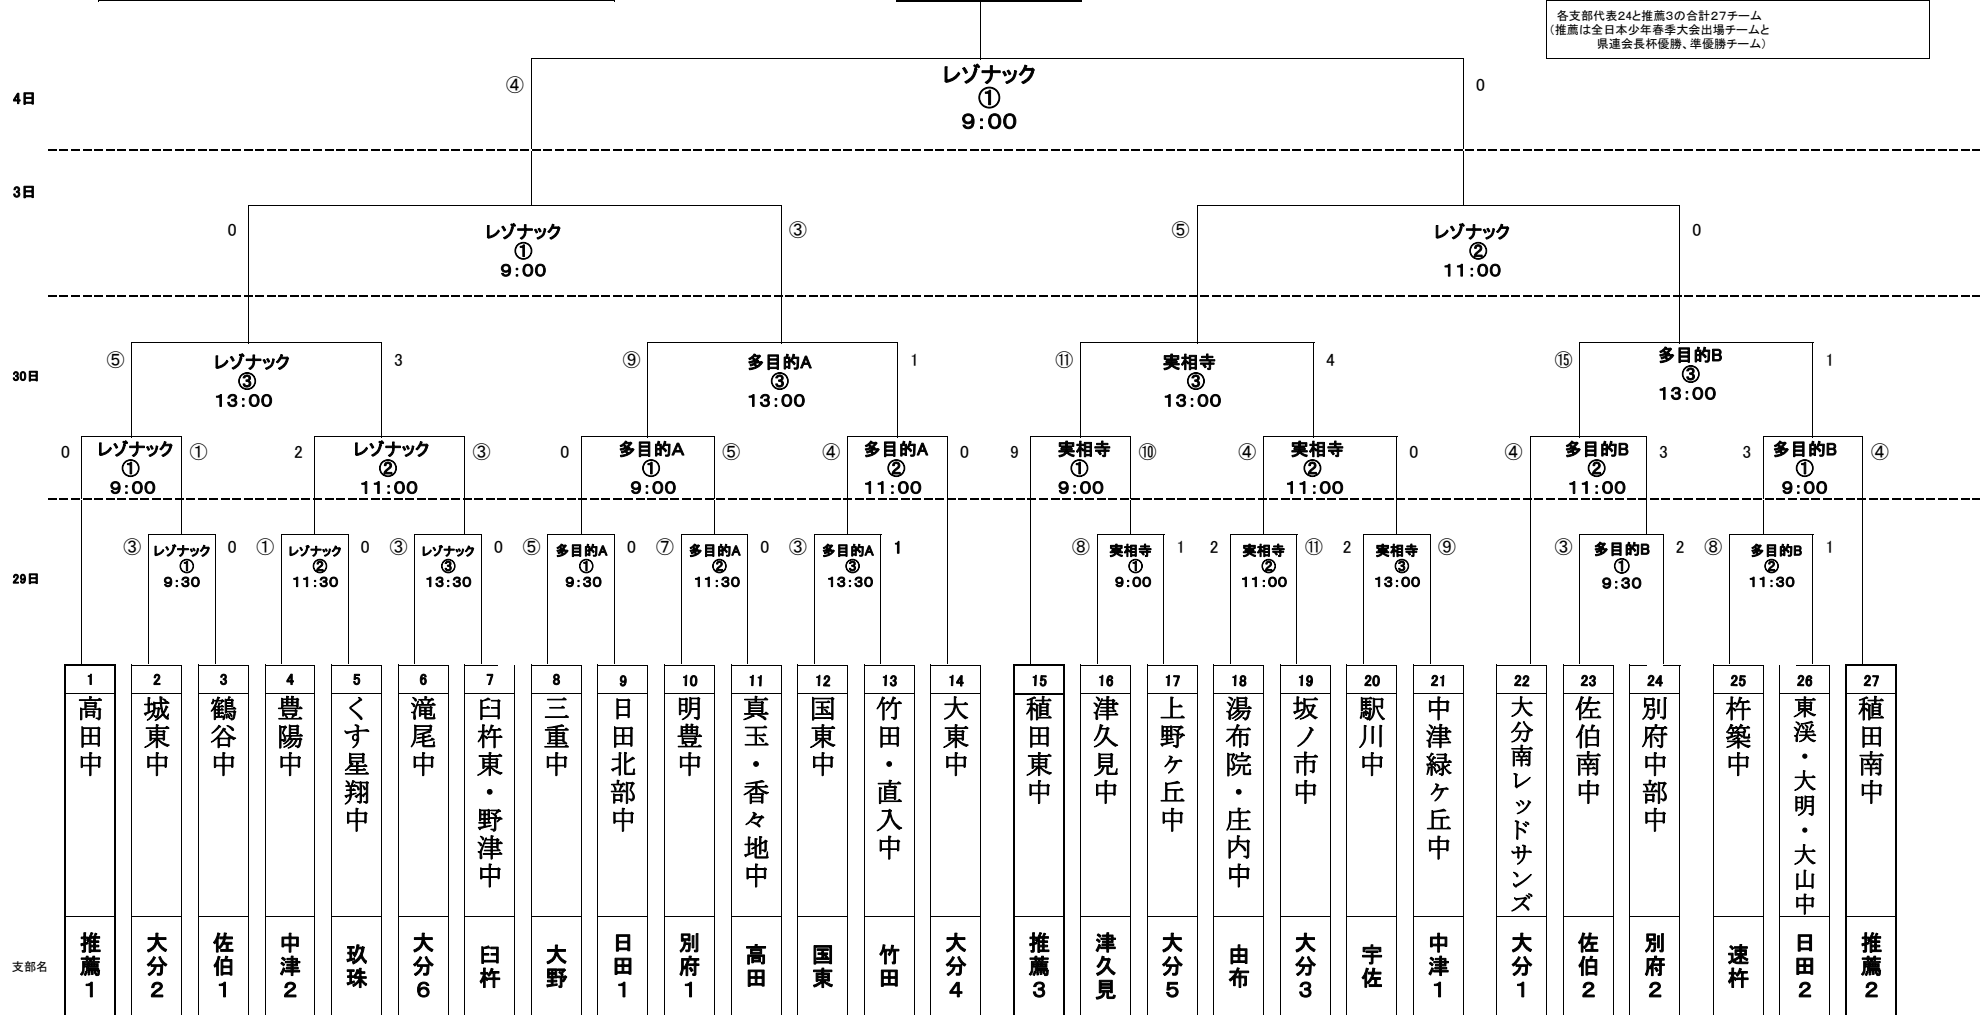 各支部代表24と推薦3の合計27チーム
(推薦は全日本少年春季大会出場チームと
県連会長杯優勝、準優勝チーム)
4日
④
レゾナック
①
9:00
0
3日
0
レゾナック
①
9:00
③
⑤
レゾナック
②
11:00
0
30日
⑤
レゾナック
③
13:00
3
⑨
多目的A
③
13:00
1
⑪
実相寺
③
13:00
4
⑮
多目的B
③
13:00
1
0
レゾナック
①
9:00
①
2
レゾナック
②
11:00
③
0
多目的A
①
9:00
⑤
④
多目的A
②
11:00
0
9
実相寺
①
9:00
⑩
④
実相寺
②
11:00
0
④
多目的B
②
11:00
3
3
多目的B
①
9:00
④
29日
③
レゾナック
①
9:30
0
①
レゾナック
②
11:30
0
③
レゾナック
③
13:30
0
⑤
多目的A
①
9:30
0
⑦
多目的A
②
11:30
0
③
多目的A
③
13:30
1
⑧
実相寺
①
9:00
1
2
実相寺
②
11:00
⑪
2
実相寺
③
13:00
⑨
③
多目的B
①
9:30
2
⑧
多目的B
②
11:30
1
1
高田中
推薦1
2
城東中
大分2
3
鶴谷中
佐伯1
4
豊陽中
中津2
5
くす星翔中
玖珠
6
滝尾中
大分6
7
臼杵東・野津中
臼杵
8
三重中
大野
9
日田北部中
日田1
10
明豊中
別府1
11
真玉・香々地中
高田
12
国東中
国東
13
竹田・直入中
竹田
14
大東中
大分4
15
稙田東中
推薦3
16
津久見中
津久見
17
上野ヶ丘中
大分5
18
湯布院・庄内中
由布
19
坂ノ市中
大分3
20
駅川中
宇佐
21
中津緑ヶ丘中
中津1
22
大分南レッドサンズ
大分1
23
佐伯南中
佐伯2
24
別府中部中
別府2
25
杵築中
速杵
26
東渓・大明・大山中
日田2
27
稙田南中
推薦2
支部名